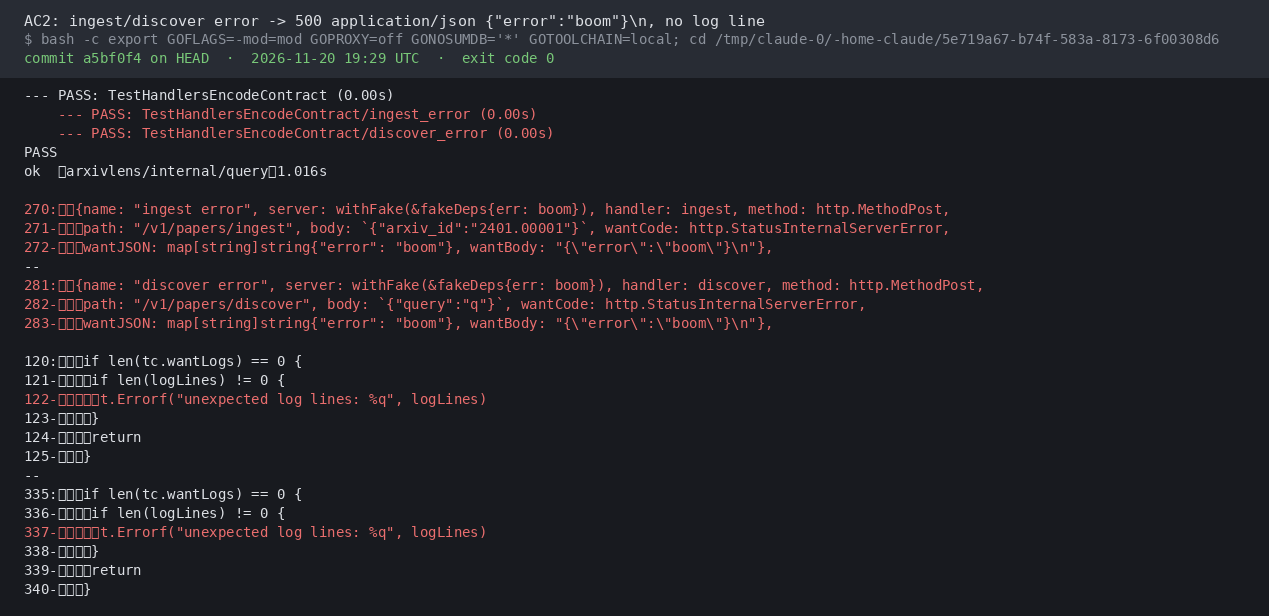 AC2: ingest/discover error -> 500 application/json {"error":"boom"}\n, no log line
$ bash -c export GOFLAGS=-mod=mod GOPROXY=off GONOSUMDB='*' GOTOOLCHAIN=local; cd /tmp/claude-0/-home-claude/5e719a67-b74f-583a-8173-6f00308d6
commit a5bf0f4 on HEAD · 2026-11-20 19:29 UTC · exit code 0
--- PASS: TestHandlersEncodeContract (0.00s)
--- PASS: TestHandlersEncodeContract/ingest_error (0.00s)
--- PASS: TestHandlersEncodeContract/discover_error (0.00s)
PASS
ok arxivlens/internal/query 1.016s
270: {name: "ingest error", server: withFake(&fakeDeps{err: boom}), handler: ingest, method: http.MethodPost,
271- path: "/v1/papers/ingest", body: `{"arxiv_id":"2401.00001"}`, wantCode: http.StatusInternalServerError,
272- wantJSON: map[string]string{"error": "boom"}, wantBody: "{\"error\":\"boom\"}\n"},
--
281: {name: "discover error", server: withFake(&fakeDeps{err: boom}), handler: discover, method: http.MethodPost,
282- path: "/v1/papers/discover", body: `{"query":"q"}`, wantCode: http.StatusInternalServerError,
283- wantJSON: map[string]string{"error": "boom"}, wantBody: "{\"error\":\"boom\"}\n"},
120: if len(tc.wantLogs) == 0 {
121- if len(logLines) != 0 {
122- t.Errorf("unexpected log lines: %q", logLines)
123- }
124- return
125- }
--
335: if len(tc.wantLogs) == 0 {
336- if len(logLines) != 0 {
337- t.Errorf("unexpected log lines: %q", logLines)
338- }
339- return
340- }